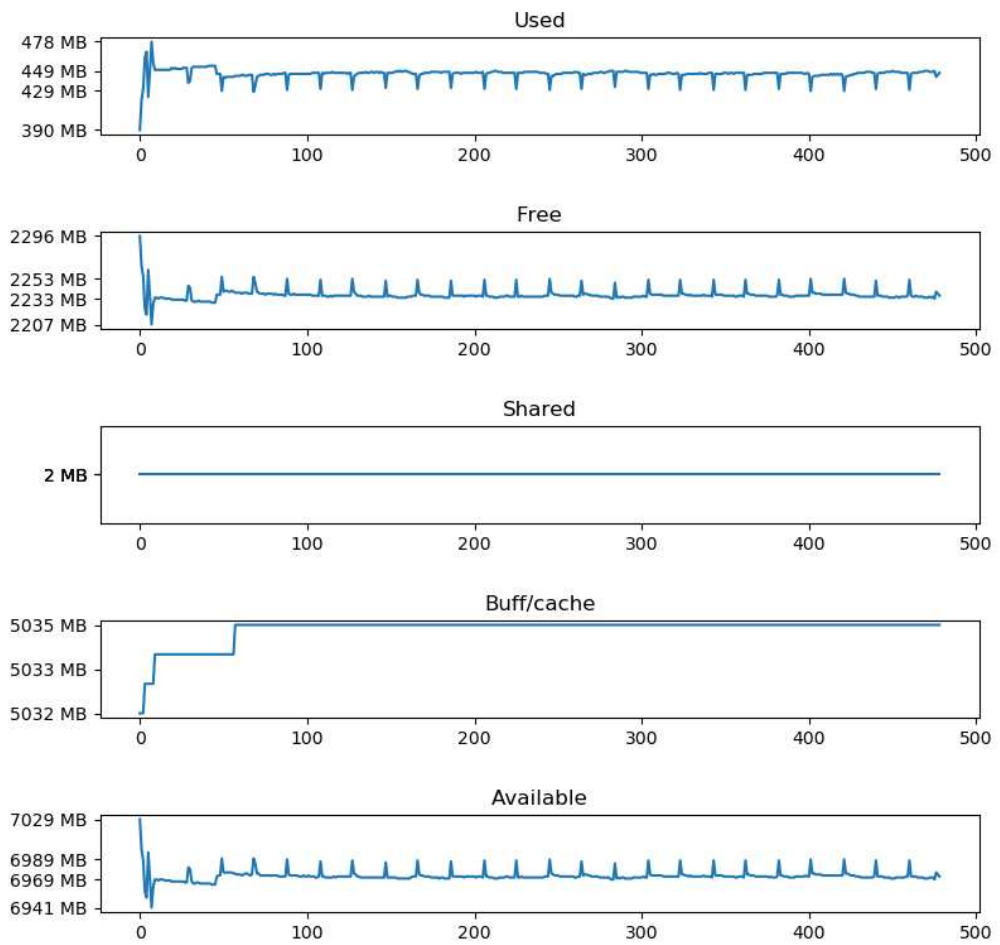 Used
478 MB
449 MB
429 MB
390 MB
0 100 200 300 400 500
Free
2296 MB
2253 MB
2233 MB
2207 MB
0 100 200 300 400 500
Shared
2 MB
0 100 200 300 400 500
Buff/cache
5035 MB
5033 MB
5032 MB
0 100 200 300 400 500
Available
7029 MB
6989 MB
6969 MB
6941 MB
0 100 200 300 400 500